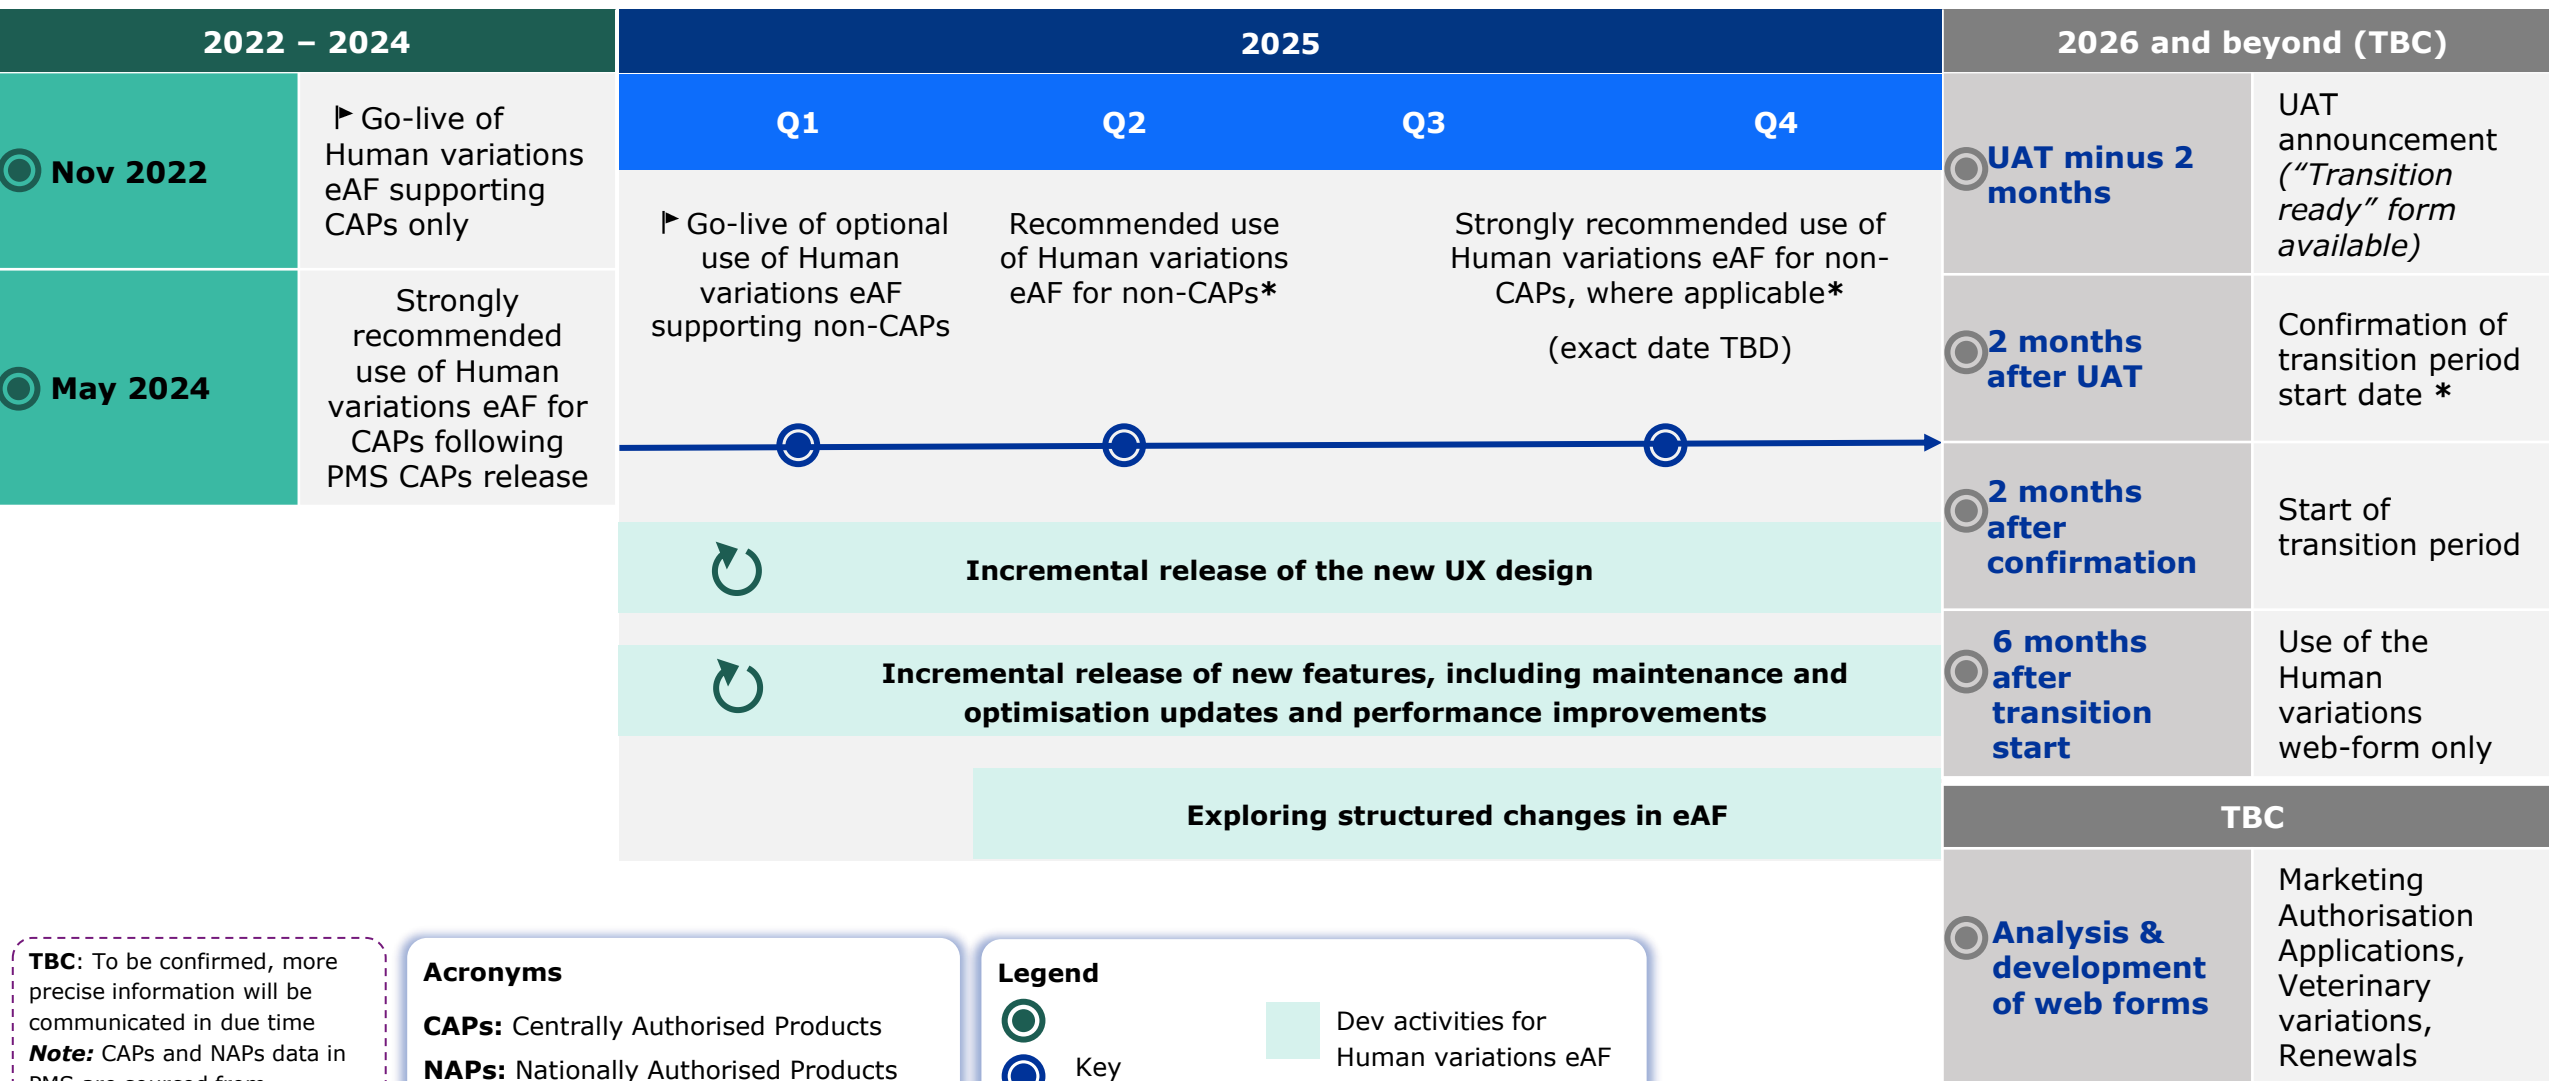 2022 – 2024
Nov 2022
Go-live of
Human variations
eAF supporting
CAPs only
May 2024
Strongly
recommended
use of Human
variations eAF for
CAPs following
PMS CAPs release
2025
Q1
Q2
Q3
Q4
Go-live of optional
use of Human
variations eAF
supporting non-CAPs
Recommended use
of Human variations
eAF for non-CAPs*
Strongly recommended use of
Human variations eAF for non-
CAPs, where applicable*
(exact date TBD)
Incremental release of the new UX design
Incremental release of new features, including maintenance and
optimisation updates and performance improvements
Exploring structured changes in eAF
2026 and beyond (TBC)
UAT minus 2
months
UAT
announcement
(“Transition
ready” form
available)
2 months
after UAT
Confirmation of
transition period
start date *
2 months
after
confirmation
Start of
transition period
6 months
after
transition
start
Use of the
Human
variations
web-form only
TBC
Analysis &
development
of web forms
Marketing
Authorisation
Applications,
Veterinary
variations,
Renewals
TBC: To be confirmed, more
precise information will be
communicated in due time
Note: CAPs and NAPs data in
PMS are sourced from
Acronyms
CAPs: Centrally Authorised Products
NAPs: Nationally Authorised Products
Legend
Key
Dev activities for
Human variations eAF